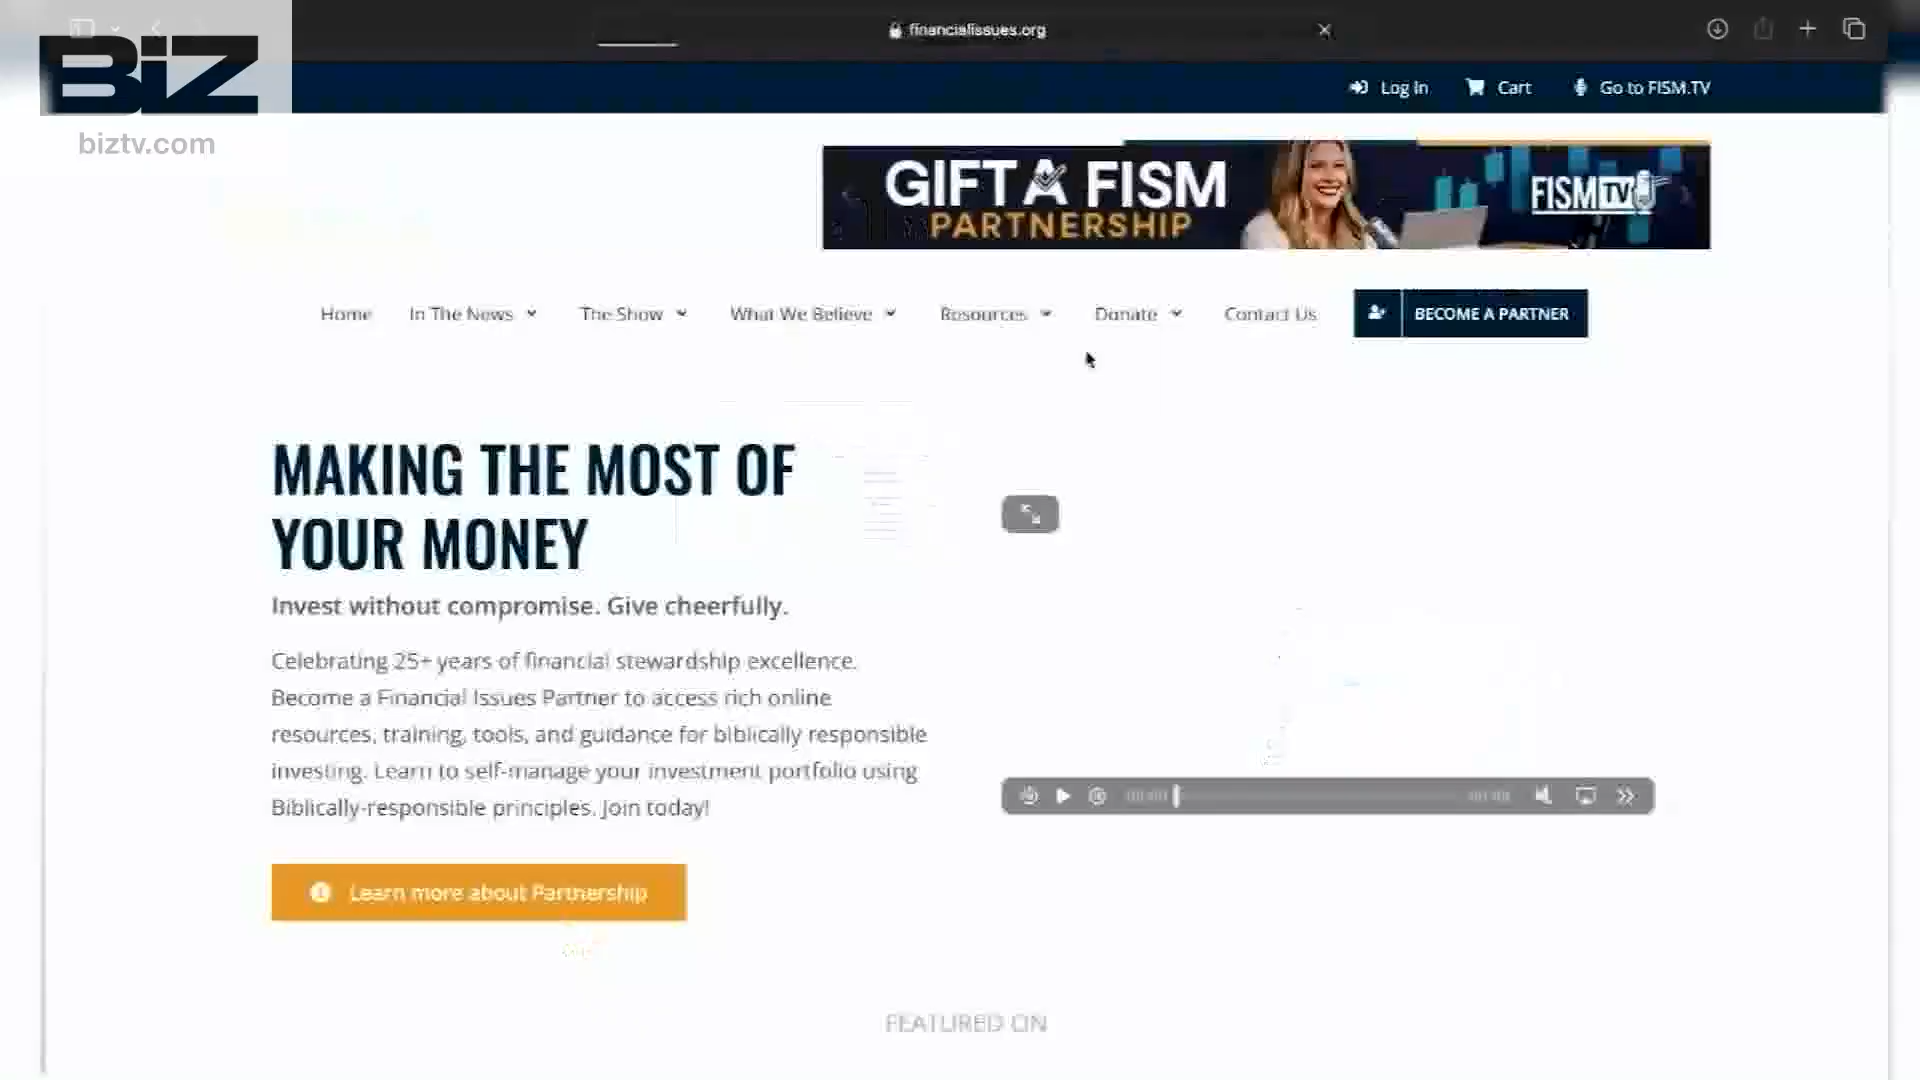 financialissues.org
BiZ
biztv.com
Log In
Cart
Go to FISM.TV
GIFT A FISM
PARTNERSHIP
FISM TV
Home
In The News
The Show
What We Believe
Resources
Donate
Contact Us
BECOME A PARTNER
MAKING THE MOST OF
YOUR MONEY
Invest without compromise. Give cheerfully.
Celebrating 25+ years of financial stewardship excellence.
Become a Financial Issues Partner to access rich online
resources, training, tools, and guidance for biblically responsible
investing. Learn to self-manage your investment portfolio using
Biblically-responsible principles. Join today!
Learn more about Partnership
FEATURED ON